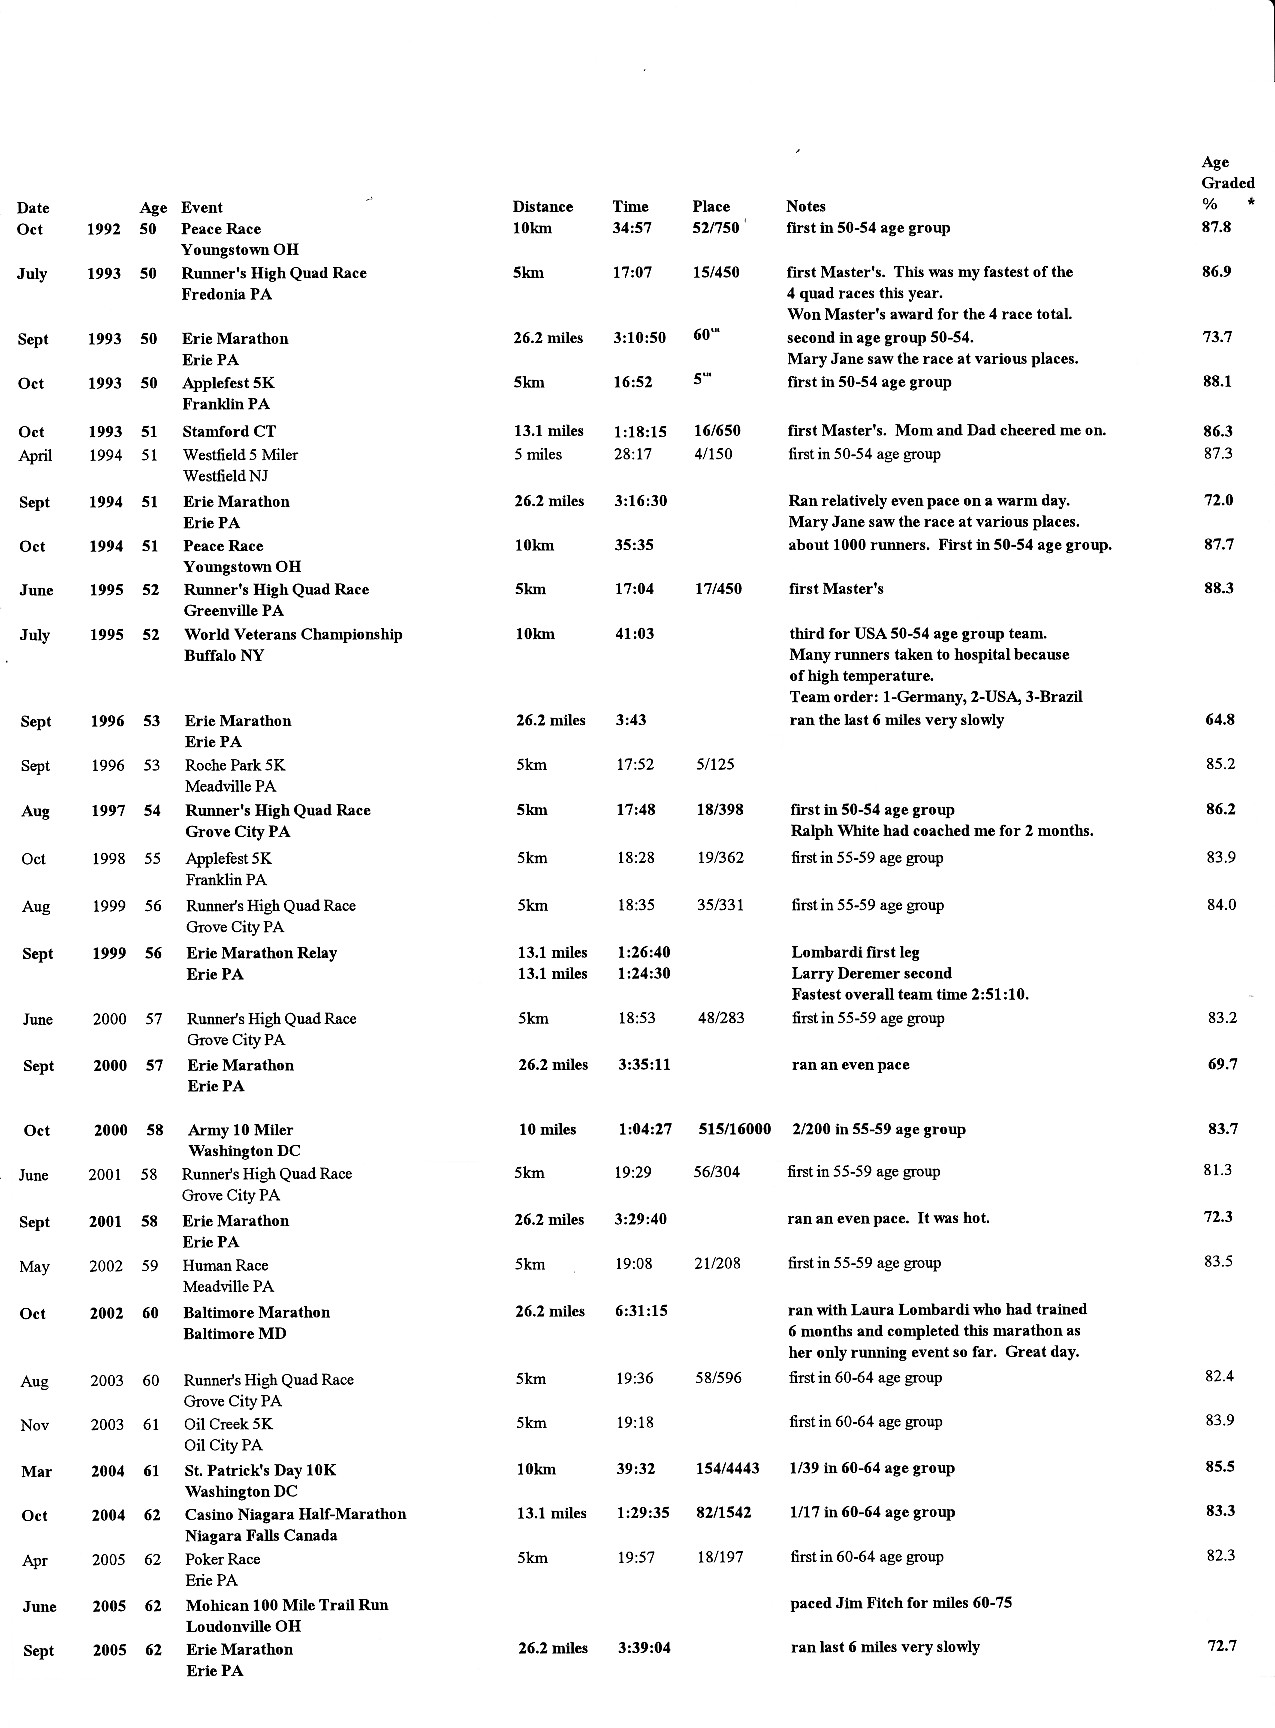 Age
Graded
Date Age Event Distance Time Place Notes % *
Oct 1992 50 Peace Race 10km 34:57 52/750 first in 50-54 age group 87.8
Youngstown OH
July 1993 50 Runner's High Quad Race 5km 17:07 15/450 first Master's. This was my fastest of the 86.9
Fredonia PA 4 quad races this year.
Won Master's award for the 4 race total.
Sept 1993 50 Erie Marathon 26.2 miles 3:10:50 60th second in age group 50-54. 73.7
Erie PA Mary Jane saw the race at various places.
Oct 1993 50 Applefest 5K 5km 16:52 5th first in 50-54 age group 88.1
Franklin PA
Oct 1993 51 Stamford CT 13.1 miles 1:18:15 16/650 first Master's. Mom and Dad cheered me on. 86.3
April 1994 51 Westfield 5 Miler 5 miles 28:17 4/150 first in 50-54 age group 87.3
Westfield NJ
Sept 1994 51 Erie Marathon 26.2 miles 3:16:30 Ran relatively even pace on a warm day. 72.0
Erie PA Mary Jane saw the race at various places.
Oct 1994 51 Peace Race 10km 35:35 about 1000 runners. First in 50-54 age group. 87.7
Youngstown OH
June 1995 52 Runner's High Quad Race 5km 17:04 17/450 first Master's 88.3
Greenville PA
July 1995 52 World Veterans Championship 10km 41:03 third for USA 50-54 age group team.
Buffalo NY Many runners taken to hospital because
of high temperature.
Team order: 1-Germany, 2-USA, 3-Brazil
Sept 1996 53 Erie Marathon 26.2 miles 3:43 ran the last 6 miles very slowly 64.8
Erie PA
Sept 1996 53 Roche Park 5K 5km 17:52 5/125 85.2
Meadville PA
Aug 1997 54 Runner's High Quad Race 5km 17:48 18/398 first in 50-54 age group 86.2
Grove City PA Ralph White had coached me for 2 months.
Oct 1998 55 Applefest 5K 5km 18:28 19/362 first in 55-59 age group 83.9
Franklin PA
Aug 1999 56 Runner's High Quad Race 5km 18:35 35/331 first in 55-59 age group 84.0
Grove City PA
Sept 1999 56 Erie Marathon Relay 13.1 miles 1:26:40 Lombardi first leg
Erie PA 13.1 miles 1:24:30 Larry Deremer second
Fastest overall team time 2:51:10.
June 2000 57 Runner's High Quad Race 5km 18:53 48/283 first in 55-59 age group 83.2
Grove City PA
Sept 2000 57 Erie Marathon 26.2 miles 3:35:11 ran an even pace 69.7
Erie PA
Oct 2000 58 Army 10 Miler 10 miles 1:04:27 515/16000 2/200 in 55-59 age group 83.7
Washington DC
June 2001 58 Runner's High Quad Race 5km 19:29 56/304 first in 55-59 age group 81.3
Grove City PA
Sept 2001 58 Erie Marathon 26.2 miles 3:29:40 ran an even pace. It was hot. 72.3
Erie PA
May 2002 59 Human Race 5km 19:08 21/208 first in 55-59 age group 83.5
Meadville PA
Oct 2002 60 Baltimore Marathon 26.2 miles 6:31:15 ran with Laura Lombardi who had trained
Baltimore MD 6 months and completed this marathon as
her only running event so far. Great day.
Aug 2003 60 Runner's High Quad Race 5km 19:36 58/596 first in 60-64 age group 82.4
Grove City PA
Nov 2003 61 Oil Creek 5K 5km 19:18 first in 60-64 age group 83.9
Oil City PA
Mar 2004 61 St. Patrick's Day 10K 10km 39:32 154/4443 1/39 in 60-64 age group 85.5
Washington DC
Oct 2004 62 Casino Niagara Half-Marathon 13.1 miles 1:29:35 82/1542 1/17 in 60-64 age group 83.3
Niagara Falls Canada
Apr 2005 62 Poker Race 5km 19:57 18/197 first in 60-64 age group 82.3
Erie PA
June 2005 62 Mohican 100 Mile Trail Run paced Jim Fitch for miles 60-75
Loudonville OH
Sept 2005 62 Erie Marathon 26.2 miles 3:39:04 ran last 6 miles very slowly 72.7
Erie PA